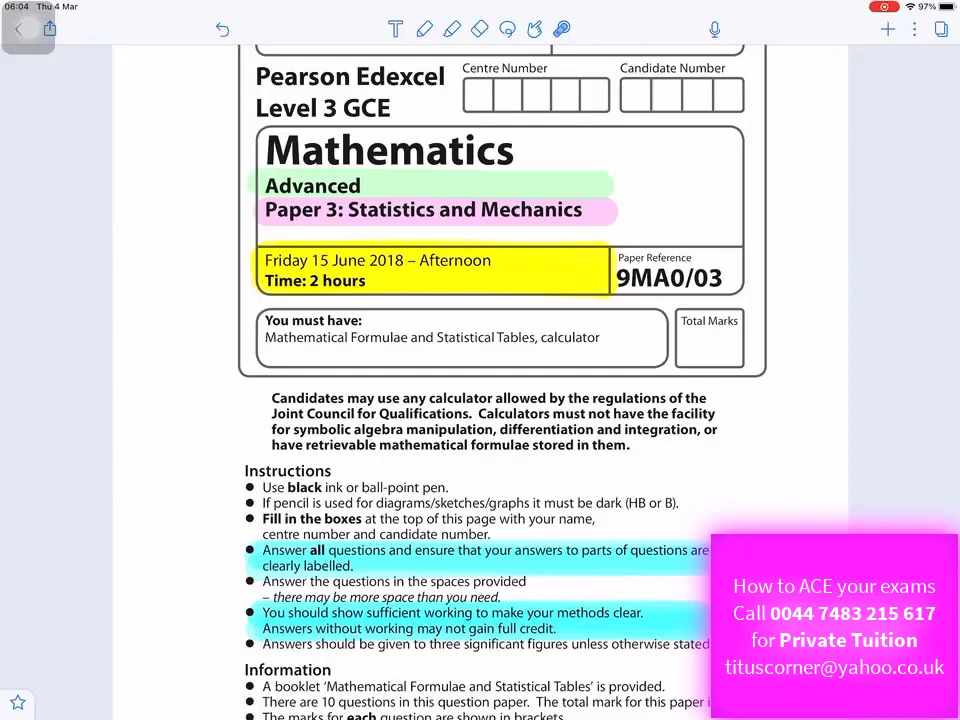 06:04 Thu 4 Mar
97%
Pearson Edexcel
Level 3 GCE
Centre Number
Candidate Number
Mathematics
Advanced
Paper 3: Statistics and Mechanics
Friday 15 June 2018 – Afternoon
Time: 2 hours
Paper Reference
9MA0/03
You must have:
Mathematical Formulae and Statistical Tables, calculator
Total Marks
Candidates may use any calculator allowed by the regulations of the
Joint Council for Qualifications. Calculators must not have the facility
for symbolic algebra manipulation, differentiation and integration, or
have retrievable mathematical formulae stored in them.
Instructions
● Use black ink or ball-point pen.
● If pencil is used for diagrams/sketches/graphs it must be dark (HB or B).
● Fill in the boxes at the top of this page with your name,
centre number and candidate number.
● Answer all questions and ensure that your answers to parts of questions are
clearly labelled.
● Answer the questions in the spaces provided
– there may be more space than you need.
● You should show sufficient working to make your methods clear.
Answers without working may not gain full credit.
● Answers should be given to three significant figures unless otherwise stated
Information
● A booklet ‘Mathematical Formulae and Statistical Tables’ is provided.
● There are 10 questions in this question paper. The total mark for this paper
● The marks for each question are shown in brackets
How to ACE your exams
Call 0044 7483 215 617
for Private Tuition
tituscorner@yahoo.co.uk